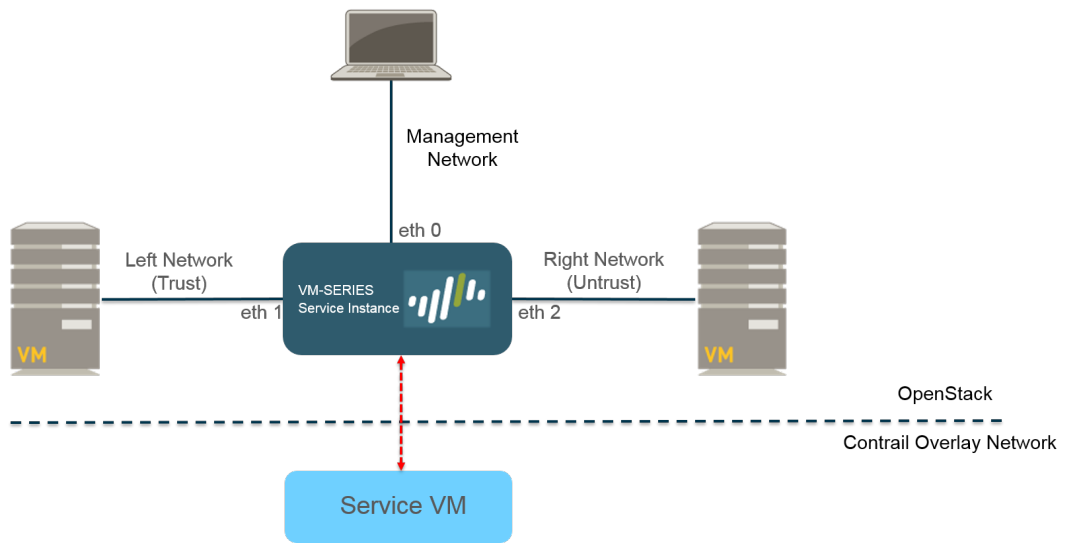 Management
Network
eth 0
Left Network
(Trust)
eth 1
VM-SERIES
Service Instance
Right Network
(Untrust)
eth 2
VM
VM
OpenStack
Contrail Overlay Network
Service VM